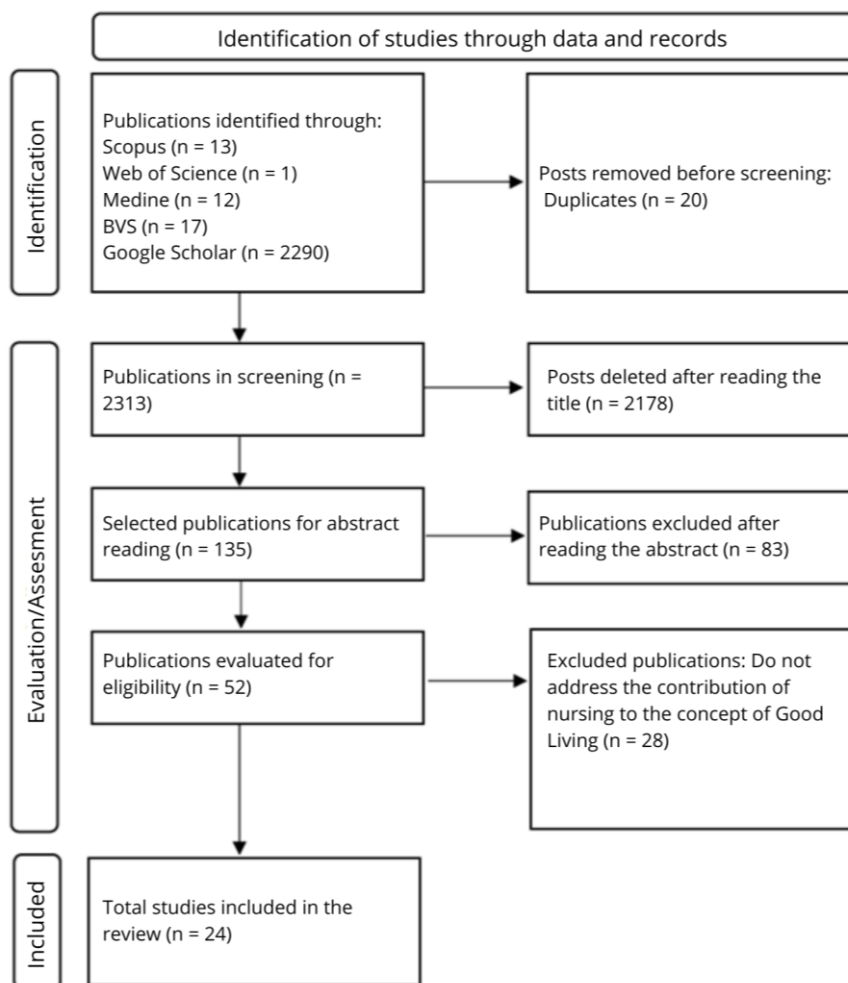 Identification of studies through data and records
Identification
Publications identified through:
Scopus (n = 13)
Web of Science (n = 1)
Medine (n = 12)
BVS (n = 17)
Google Scholar (n = 2290)
Posts removed before screening:
Duplicates (n = 20)
Evaluation/Assesment
Publications in screening (n =
2313)
Posts deleted after reading the
title (n = 2178)
Selected publications for abstract
reading (n = 135)
Publications excluded after
reading the abstract (n = 83)
Publications evaluated for
eligibility (n = 52)
Excluded publications: Do not
address the contribution of
nursing to the concept of Good
Living (n = 28)
Included
Total studies included in the
review (n = 24)